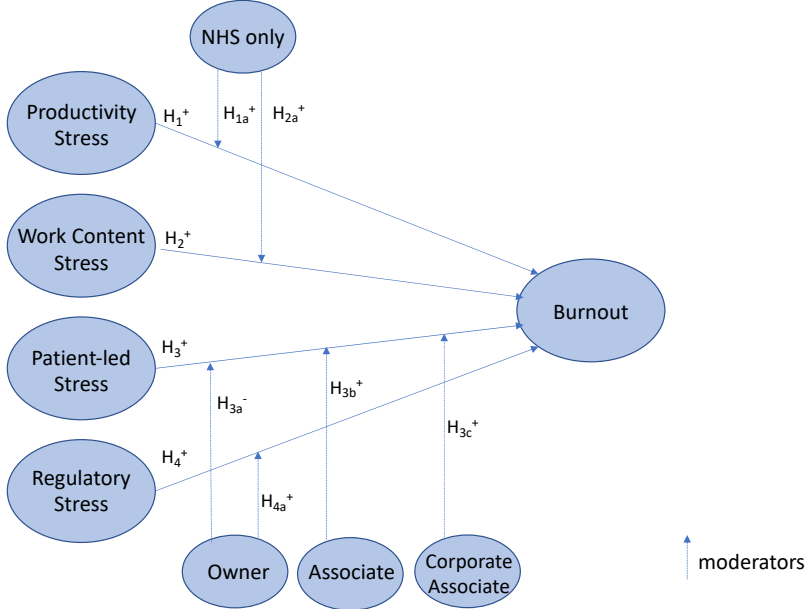 NHS only
Productivity
Stress
H₁⁺
H₁ₐ⁺
H₂ₐ⁺
Work Content
Stress
H₂⁺
Burnout
Patient-led
Stress
H₃⁺
H₃ₐ⁻
H₃b⁺
H₃c⁺
Regulatory
Stress
H₄⁺
H₄ₐ⁺
Owner
Associate
Corporate
Associate
moderators